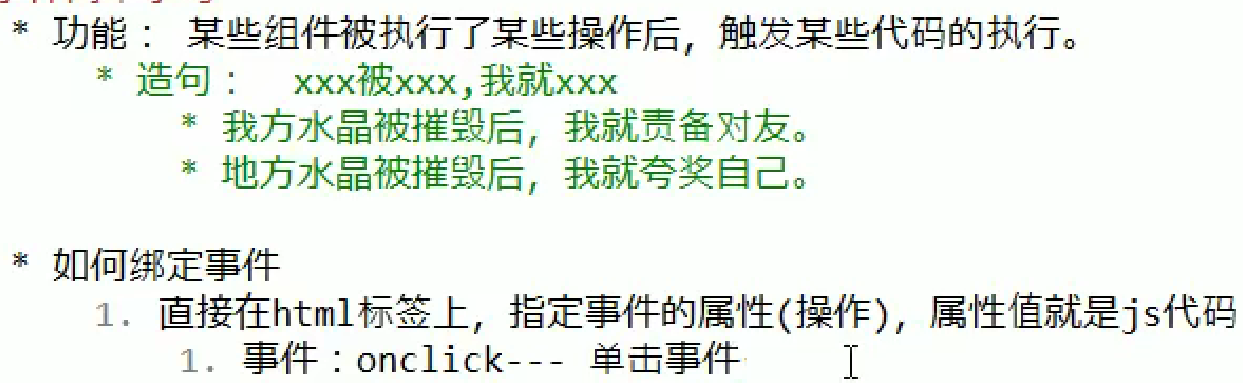 * 功能： 某些组件被执行了某些操作后，触发某些代码的执行。
* 造句： xxx被xxx,我就xxx
* 我方水晶被摧毁后，我就责备对友。
* 地方水晶被摧毁后，我就夸奖自己。
* 如何绑定事件
1. 直接在html标签上，指定事件的属性(操作)，属性值就是js代码
1. 事件：onclick--- 单击事件